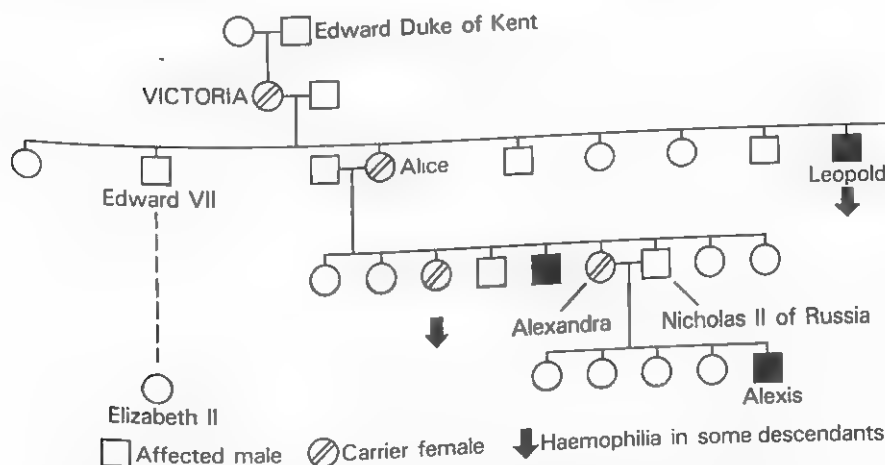 Edward Duke of Kent
VICTORIA
Alice
Edward VII
Leopold
Alexandra
Nicholas II of Russia
Alexis
Elizabeth II
Affected male
Carrier female
Haemophilia in some descendants